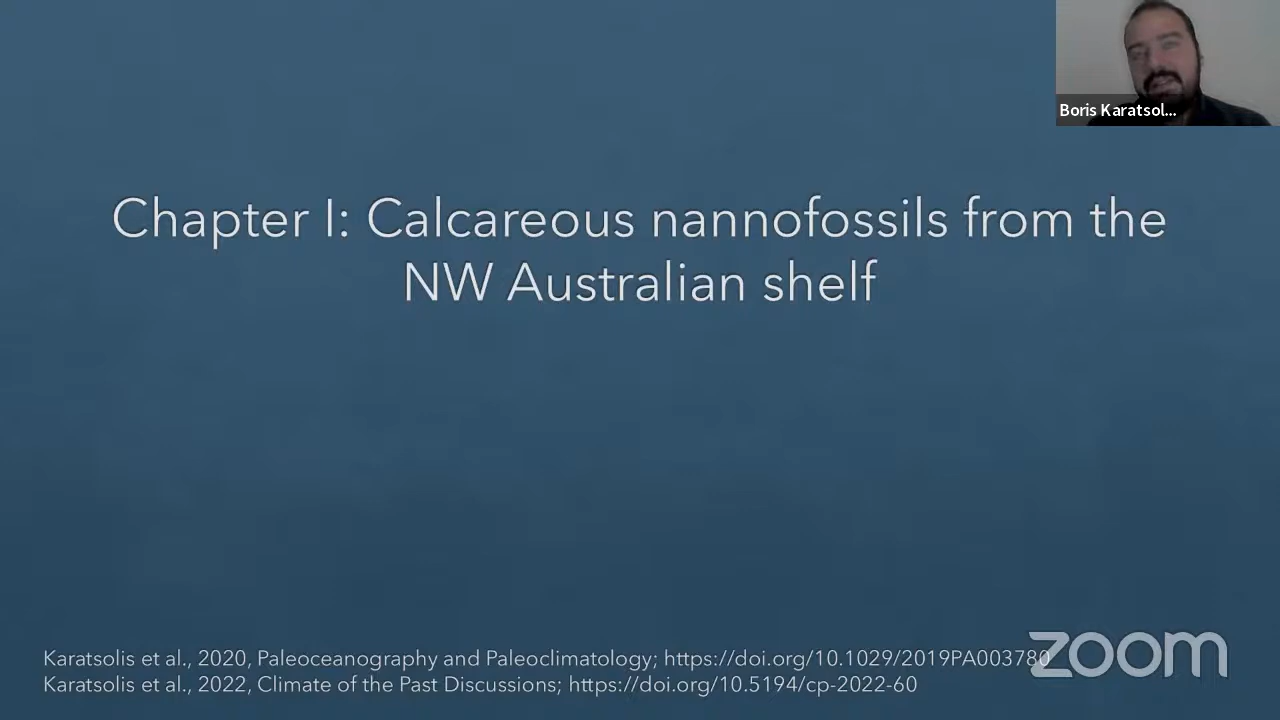 Boris Karatsol...
Chapter I: Calcareous nannofossils from the
NW Australian shelf
Karatsolis et al., 2020, Paleoceanography and Paleoclimatology; https://doi.org/10.1029/2019PA003780
Karatsolis et al., 2022, Climate of the Past Discussions; https://doi.org/10.5194/cp-2022-60
zoom